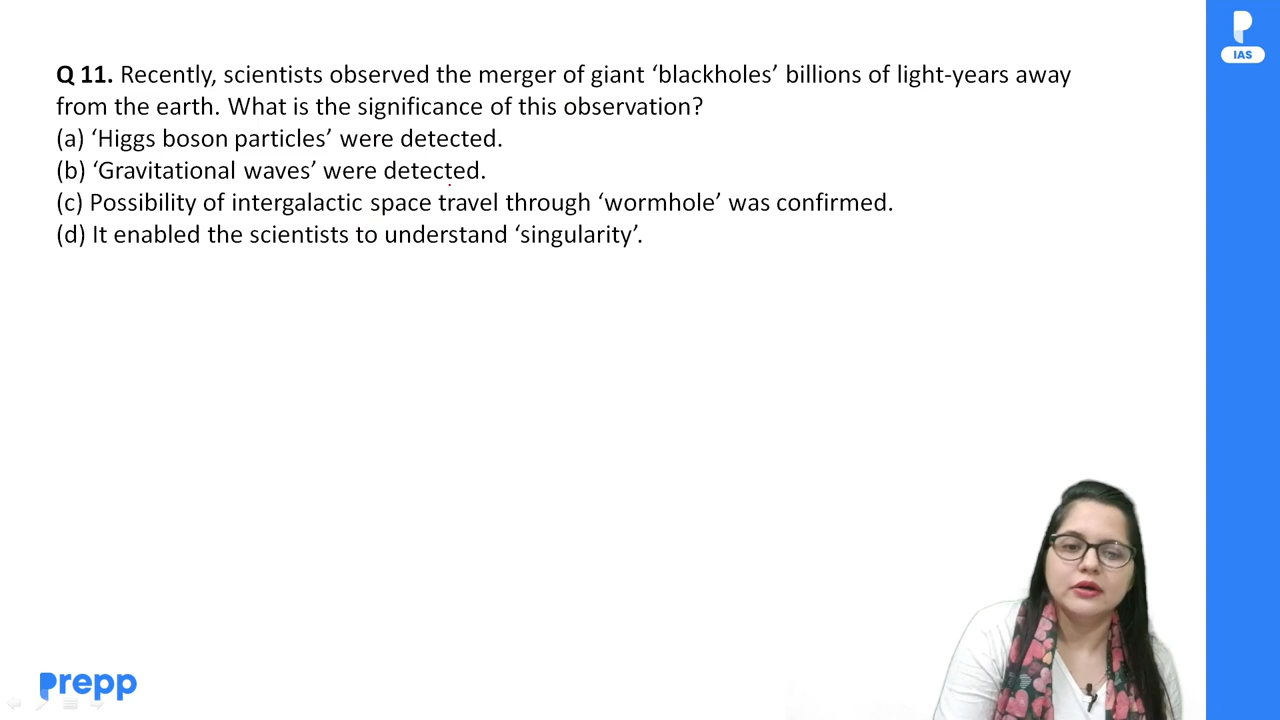 Q 11. Recently, scientists observed the merger of giant ‘blackholes’ billions of light-years away
from the earth. What is the significance of this observation?
(a) ‘Higgs boson particles’ were detected.
(b) ‘Gravitational waves’ were detected.
(c) Possibility of intergalactic space travel through ‘wormhole’ was confirmed.
(d) It enabled the scientists to understand ‘singularity’.
IAS
prepp